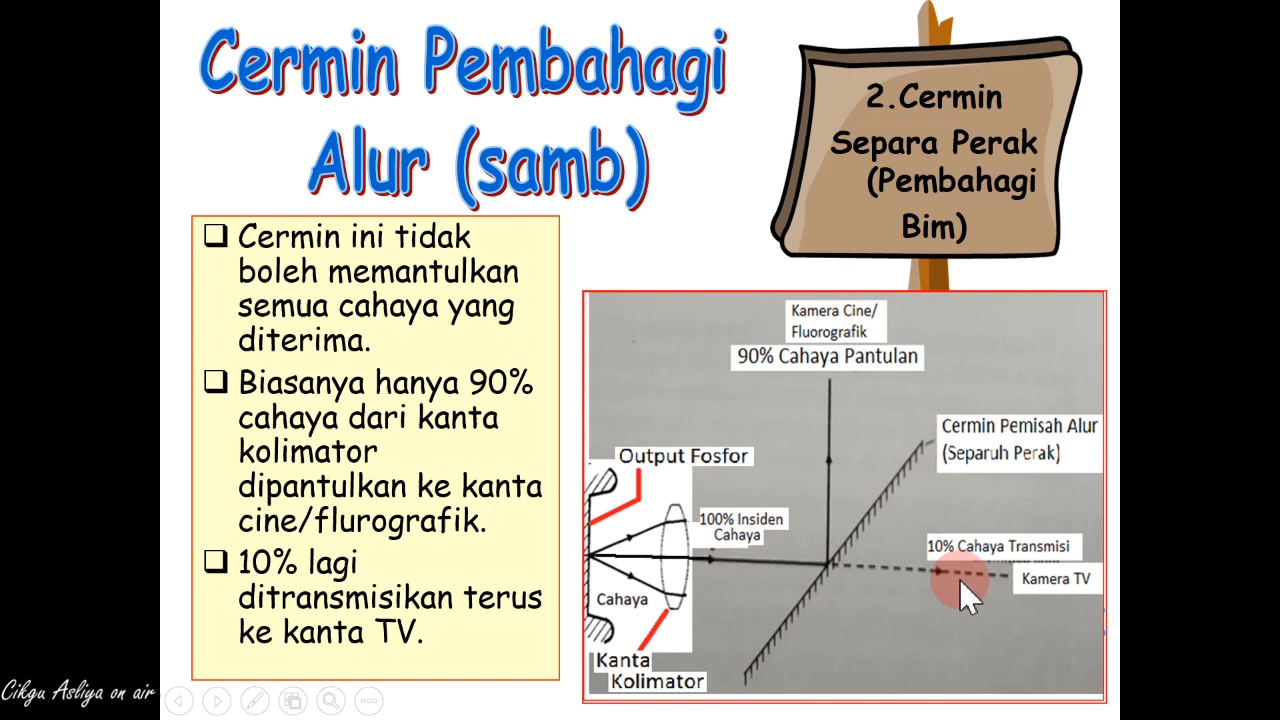 Cermin Pembahagi
Alur (samb)
2.Cermin
Separa Perak
(Pembahagi
Bim)
Cermin ini tidak
boleh memantulkan
semua cahaya yang
diterima.
Biasanya hanya 90%
cahaya dari kanta
kolimator
dipantulkan ke kanta
cine/flurografik.
10% lagi
ditransmisikan terus
ke kanta TV.
Kamera Cine/
Fluorografik
90% Cahaya Pantulan
Cermin Pemisah Alur
(Separuh Perak)
Output Fosfor
100% Insiden
Cahaya
10% Cahaya Transmisi
Kamera TV
Cahaya
Kanta
Kolimator
Cikgu Asliya on air